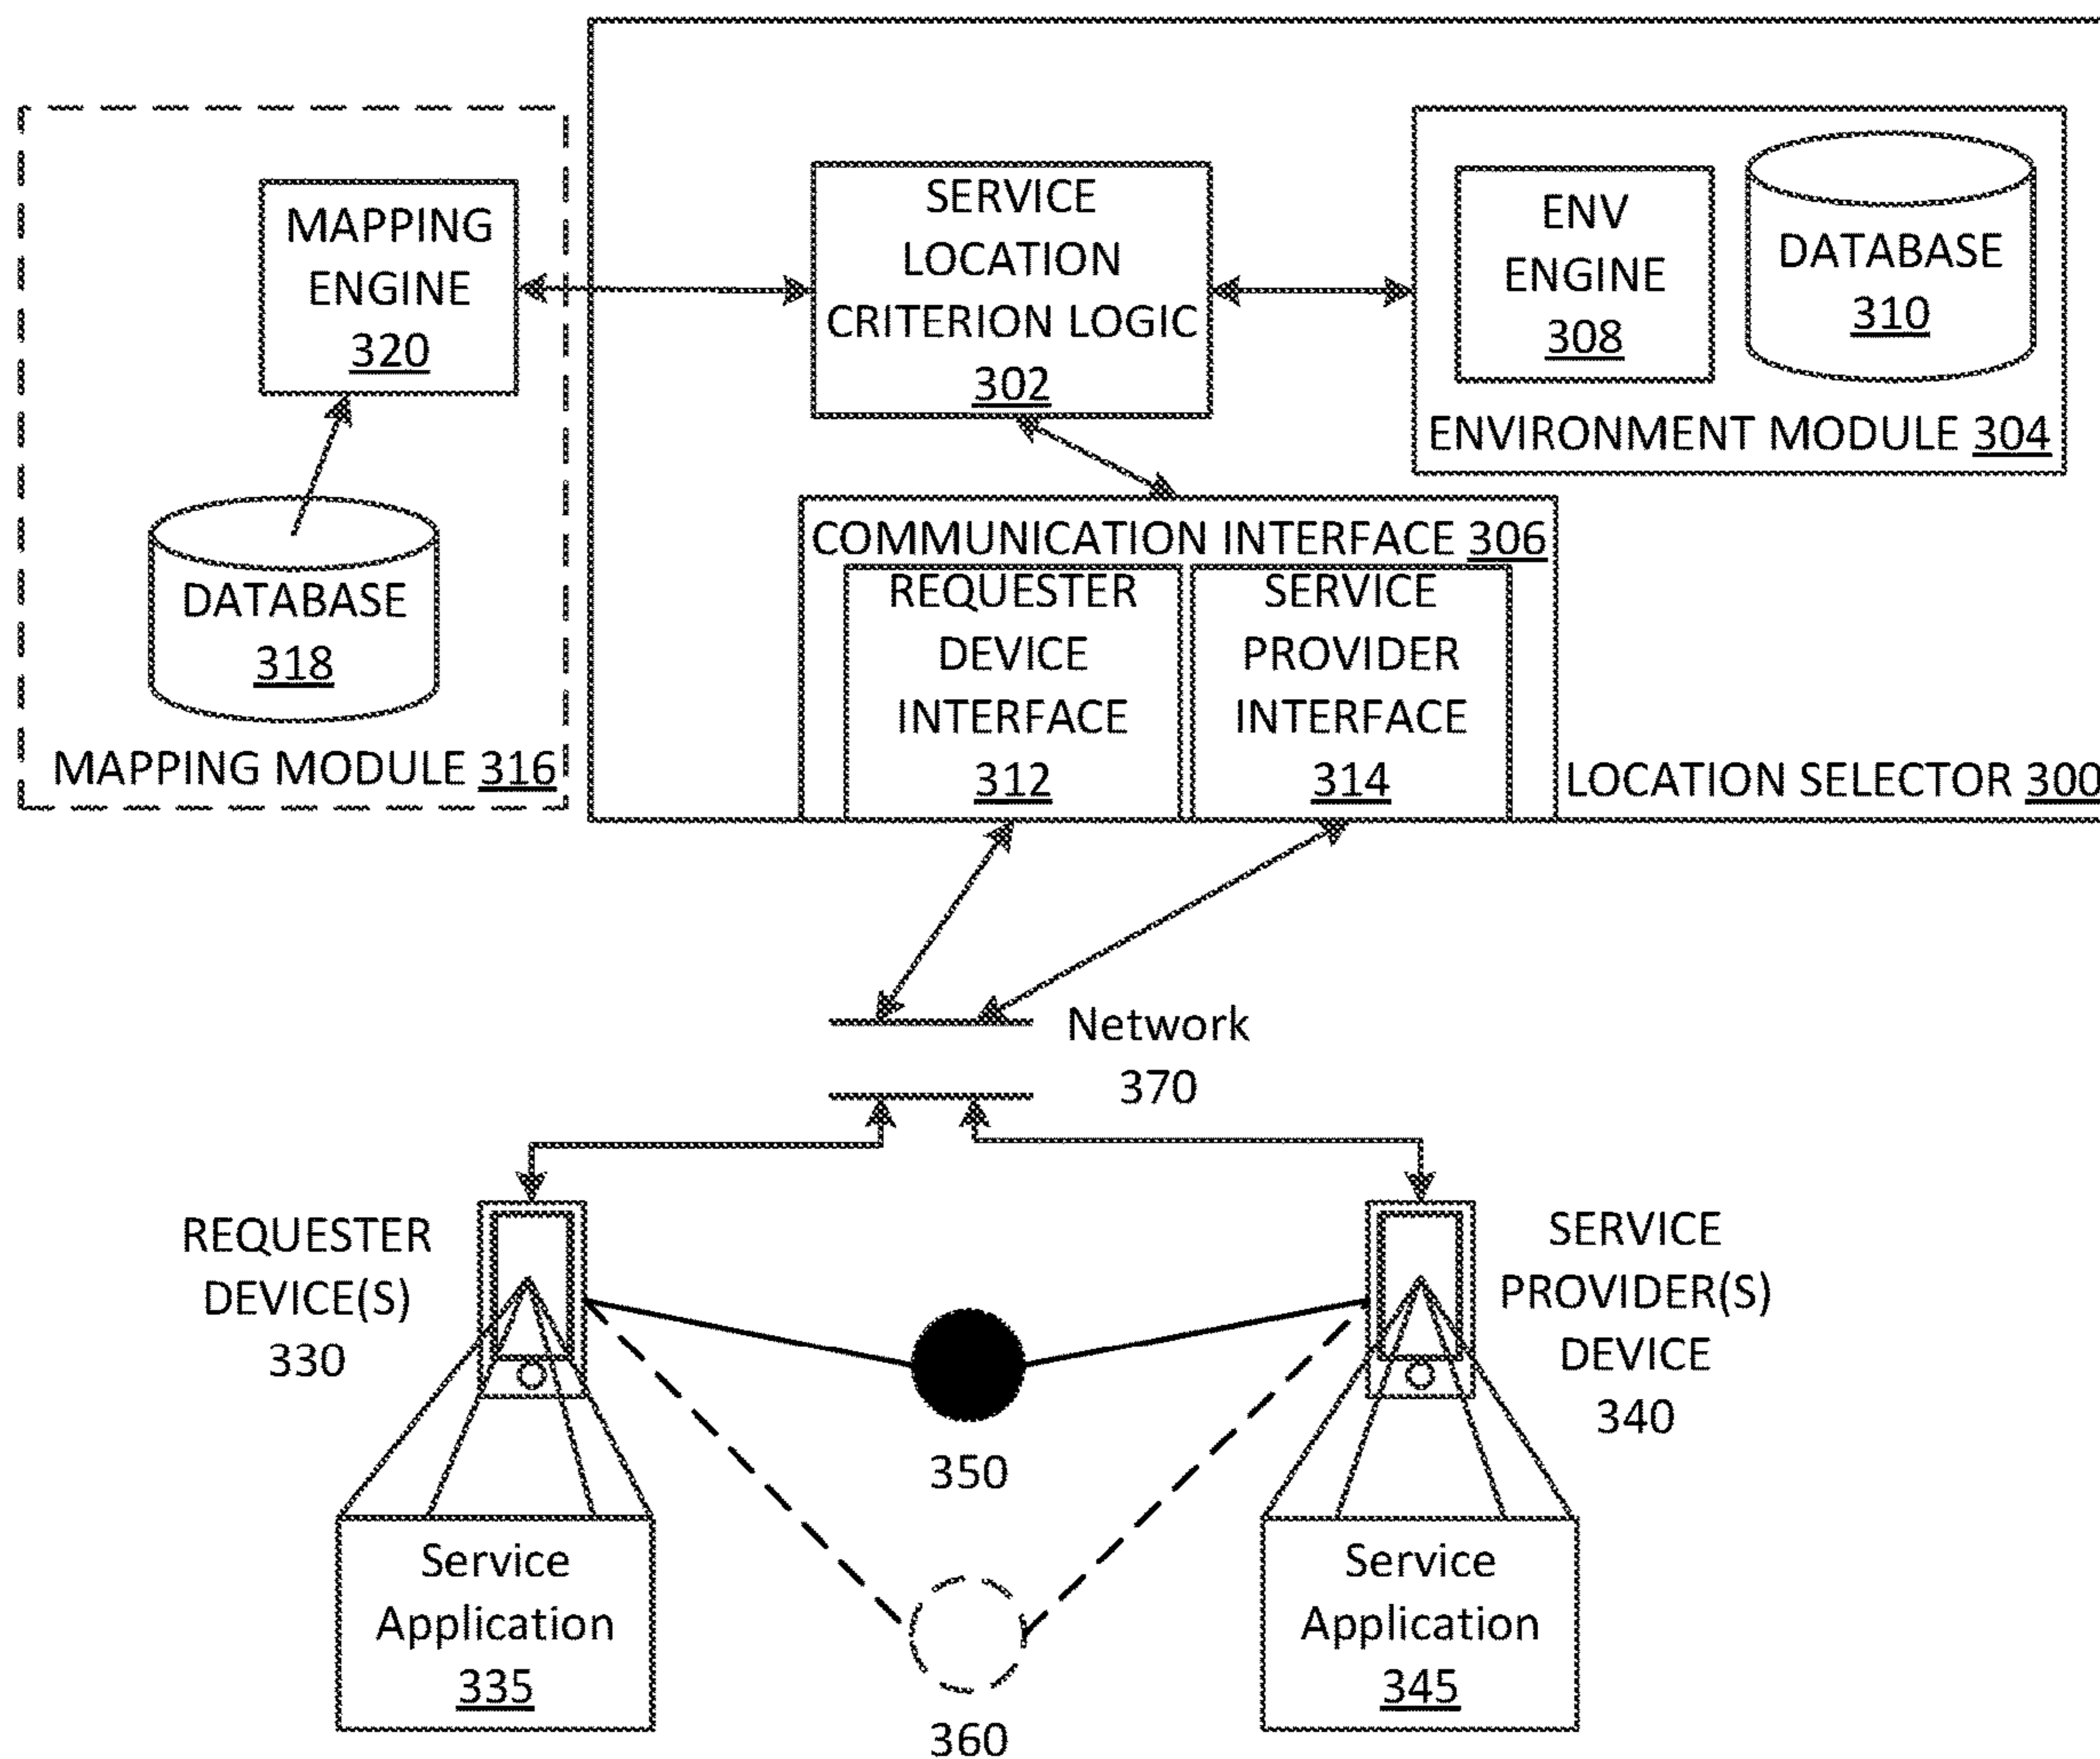 MAPPING
ENGINE
320
DATABASE
318
MAPPING MODULE 316
SERVICE
LOCATION
CRITERION LOGIC
302
ENV
ENGINE
308
DATABASE
310
ENVIRONMENT MODULE 304
COMMUNICATION INTERFACE 306
REQUESTER
DEVICE
INTERFACE
312
SERVICE
PROVIDER
INTERFACE
314
LOCATION SELECTOR 300
Network
370
REQUESTER
DEVICE(S)
330
SERVICE
PROVIDER(S)
DEVICE
340
350
Service
Application
335
Service
Application
345
360